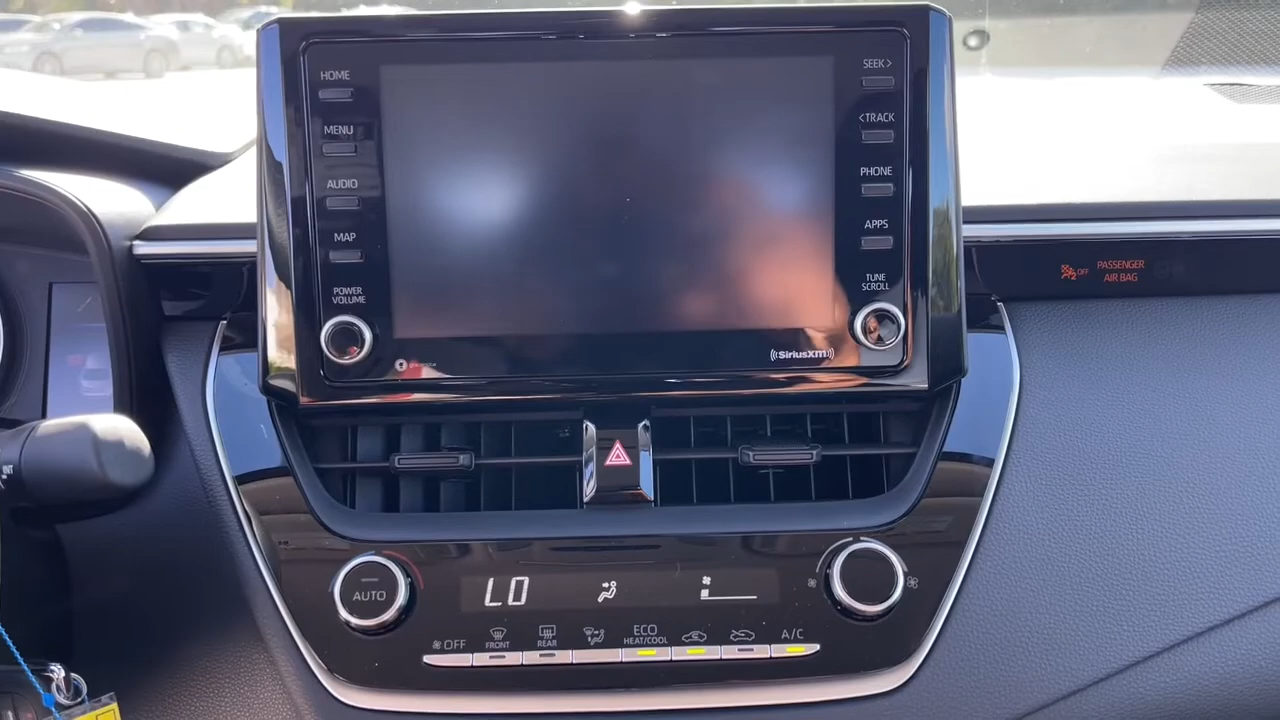 HOME
MENU
AUDIO
MAP
POWER
VOLUME
SEEK >
< TRACK
PHONE
APPS
TUNE
SCROLL
((SiriusXM))
OFF
PASSENGER
AIR BAG
AUTO
LO
OFF
FRONT
REAR
ECO
HEAT/COOL
A/C